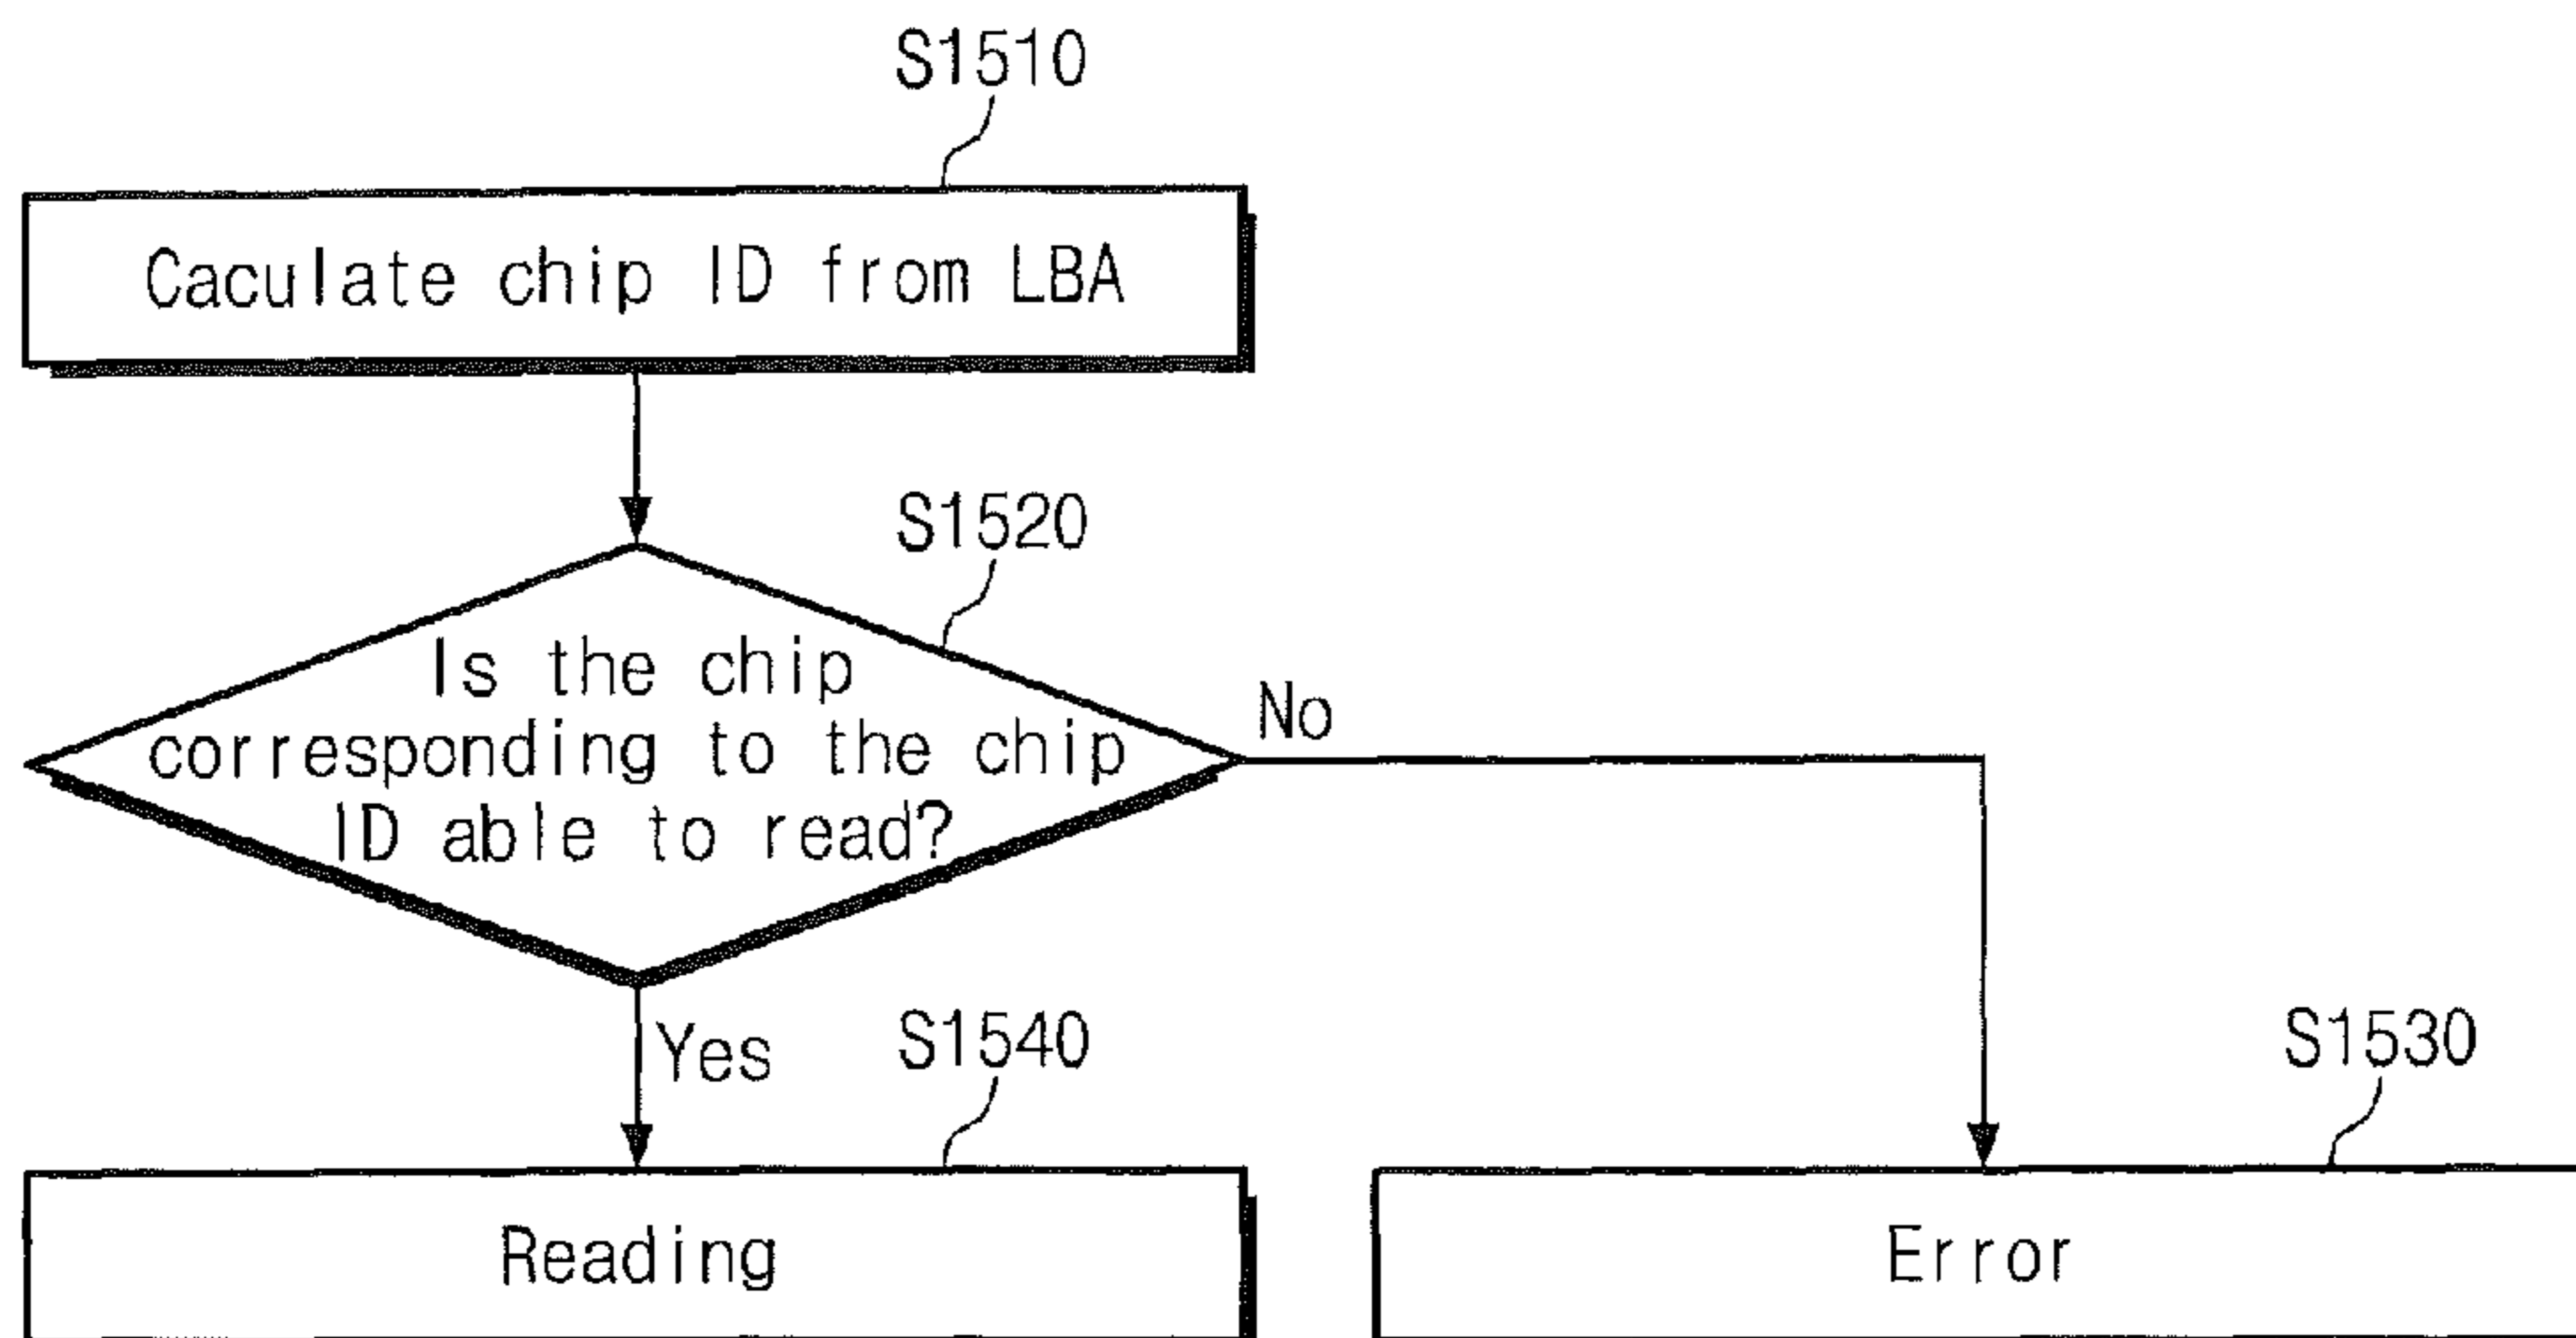 S1510
Caculate chip ID from LBA
S1520
Is the chip
corresponding to the chip
ID able to read?
No
Yes
S1540
S1530
Reading
Error